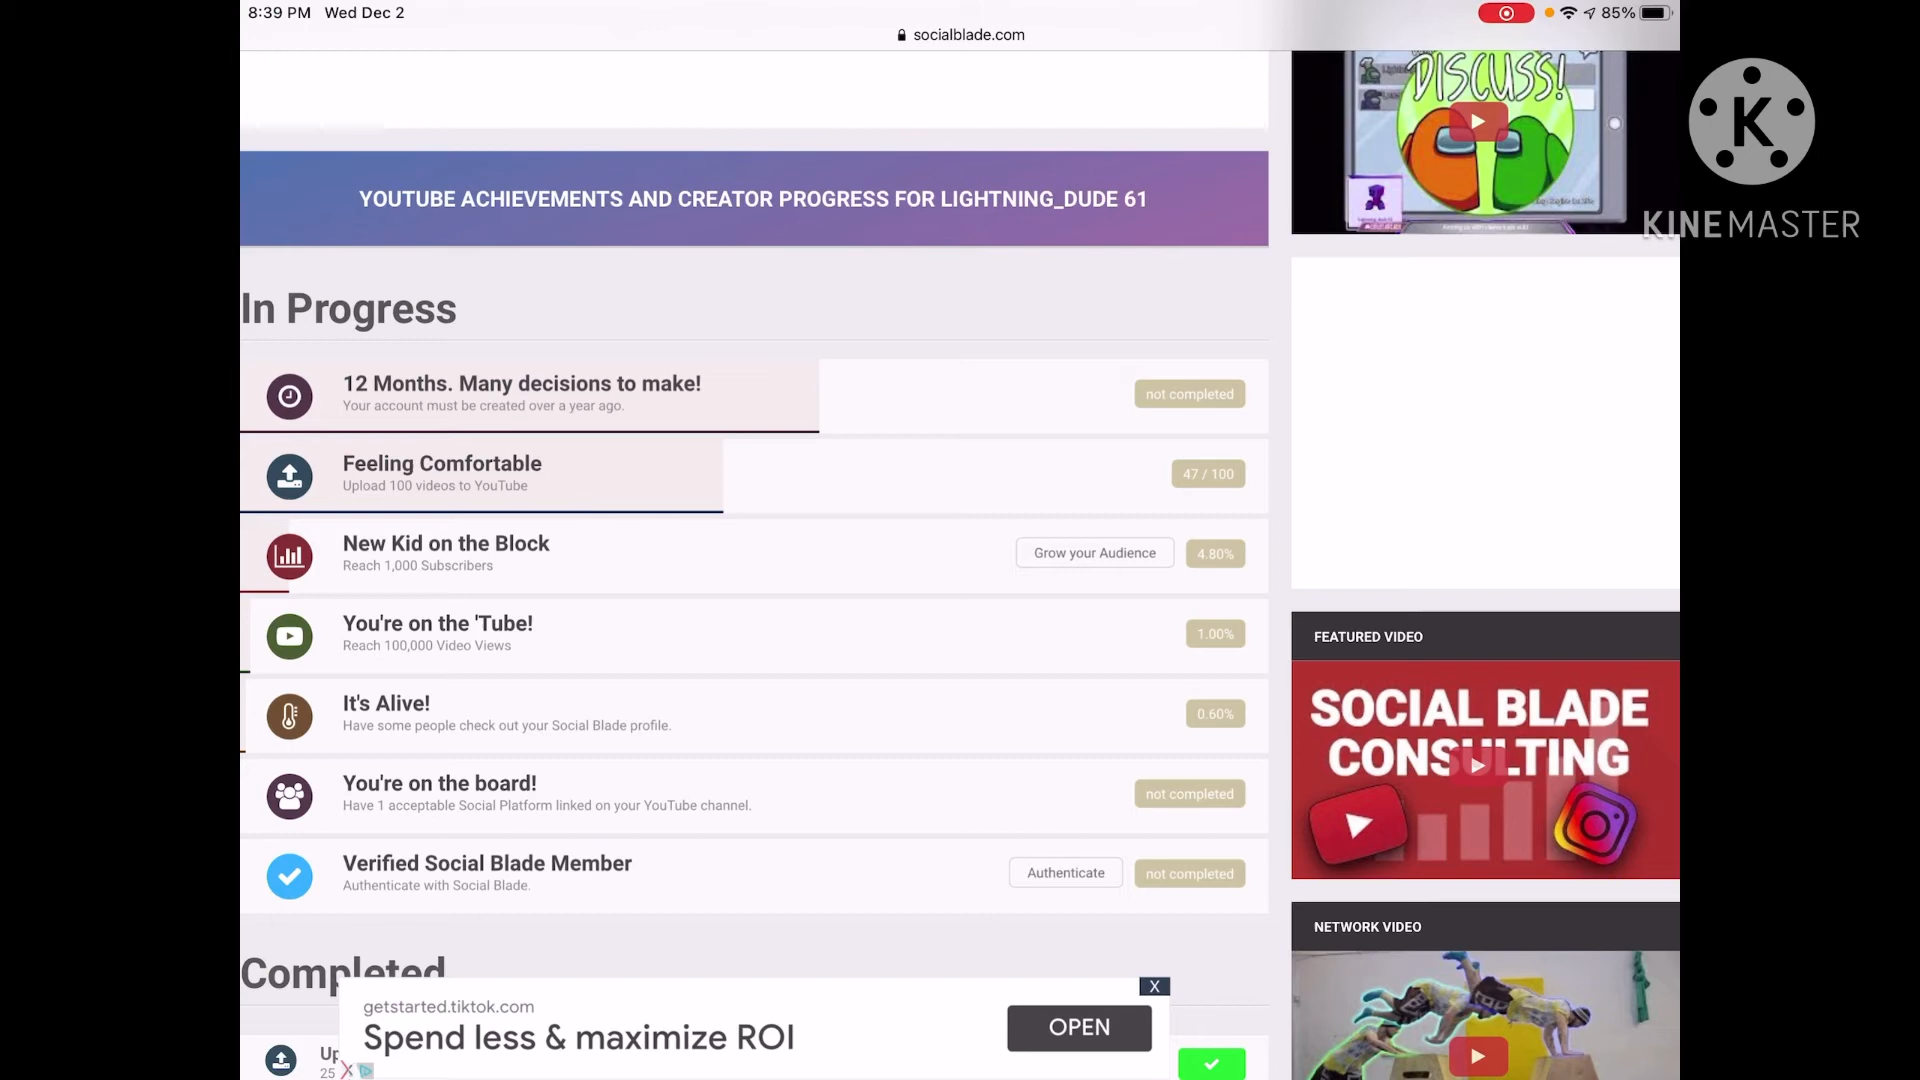 8:39 PM Wed Dec 2
85%
socialblade.com
DISCUSS!
K
KINEMASTER
YOUTUBE ACHIEVEMENTS AND CREATOR PROGRESS FOR LIGHTNING_DUDE 61
In Progress
12 Months. Many decisions to make!
Your account must be created over a year ago.
not completed
Feeling Comfortable
Upload 100 videos to YouTube
47 / 100
New Kid on the Block
Reach 1,000 Subscribers
Grow your Audience
4.80%
You're on the 'Tube!
Reach 100,000 Video Views
1.00%
It's Alive!
Have some people check out your Social Blade profile.
0.60%
You're on the board!
Have 1 acceptable Social Platform linked on your YouTube channel.
not completed
Verified Social Blade Member
Authenticate with Social Blade.
Authenticate
not completed
FEATURED VIDEO
SOCIAL BLADE
CONSULTING
NETWORK VIDEO
Completed
getstarted.tiktok.com
Spend less & maximize ROI
OPEN
X
Up
25